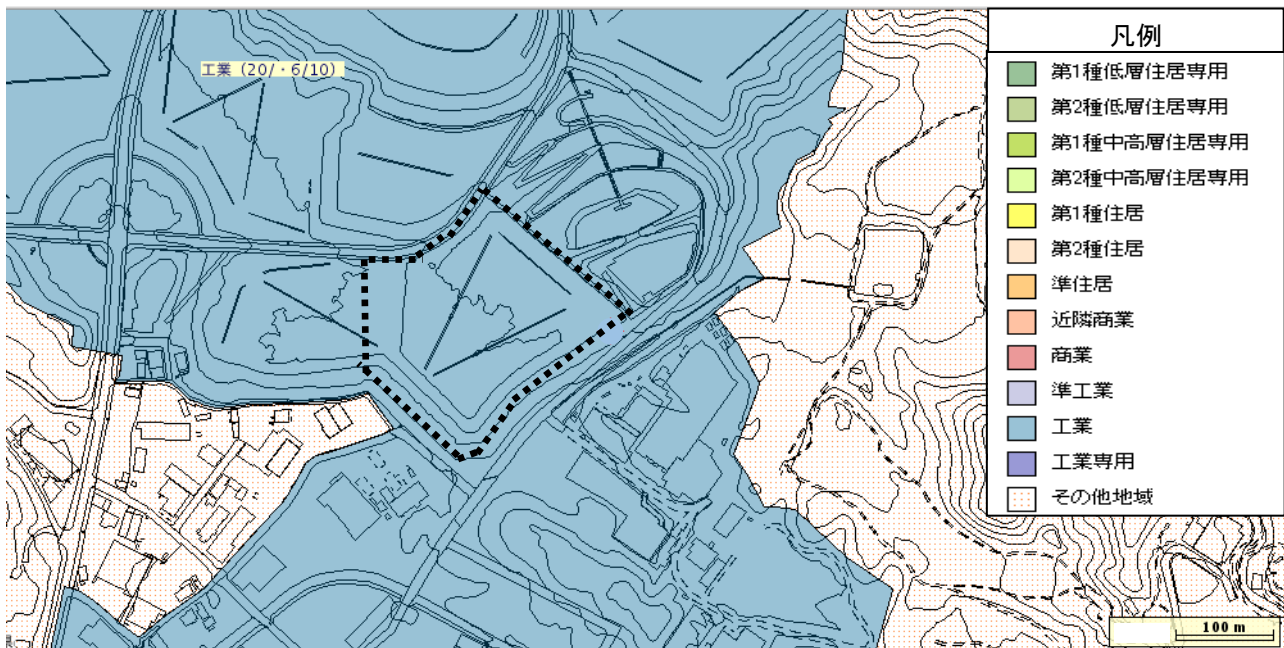 工業（20/・6/10）
凡例
第1種低層住居専用
第2種低層住居専用
第1種中高層住居専用
第2種中高層住居専用
第1種住居
第2種住居
準住居
近隣商業
商業
準工業
工業
工業専用
その他地域
100 m